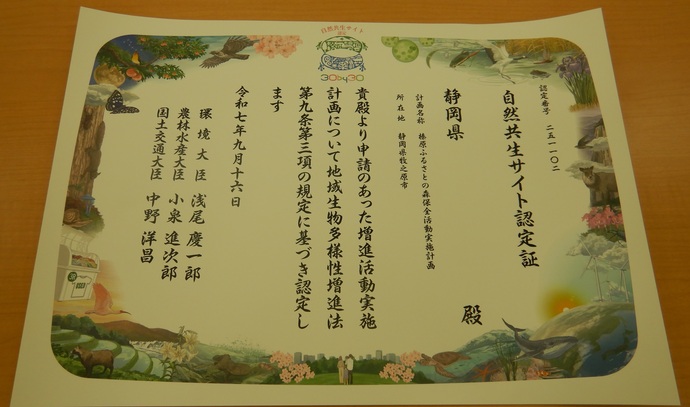 自然共生サイト
30by30
認定番号　二五一一〇二
自然共生サイト認定証
静岡県　殿
計画名称　榛原ふるさとの森保全活動実施計画
所在地　静岡県牧之原市
貴殿より申請のあった増進活動実施
計画について地域生物多様性増進法
第九条第三項の規定に基づき認定し
ます
令和七年九月十六日
環境大臣　浅尾慶一郎
農林水産大臣　小泉進次郎
国土交通大臣　中野洋昌